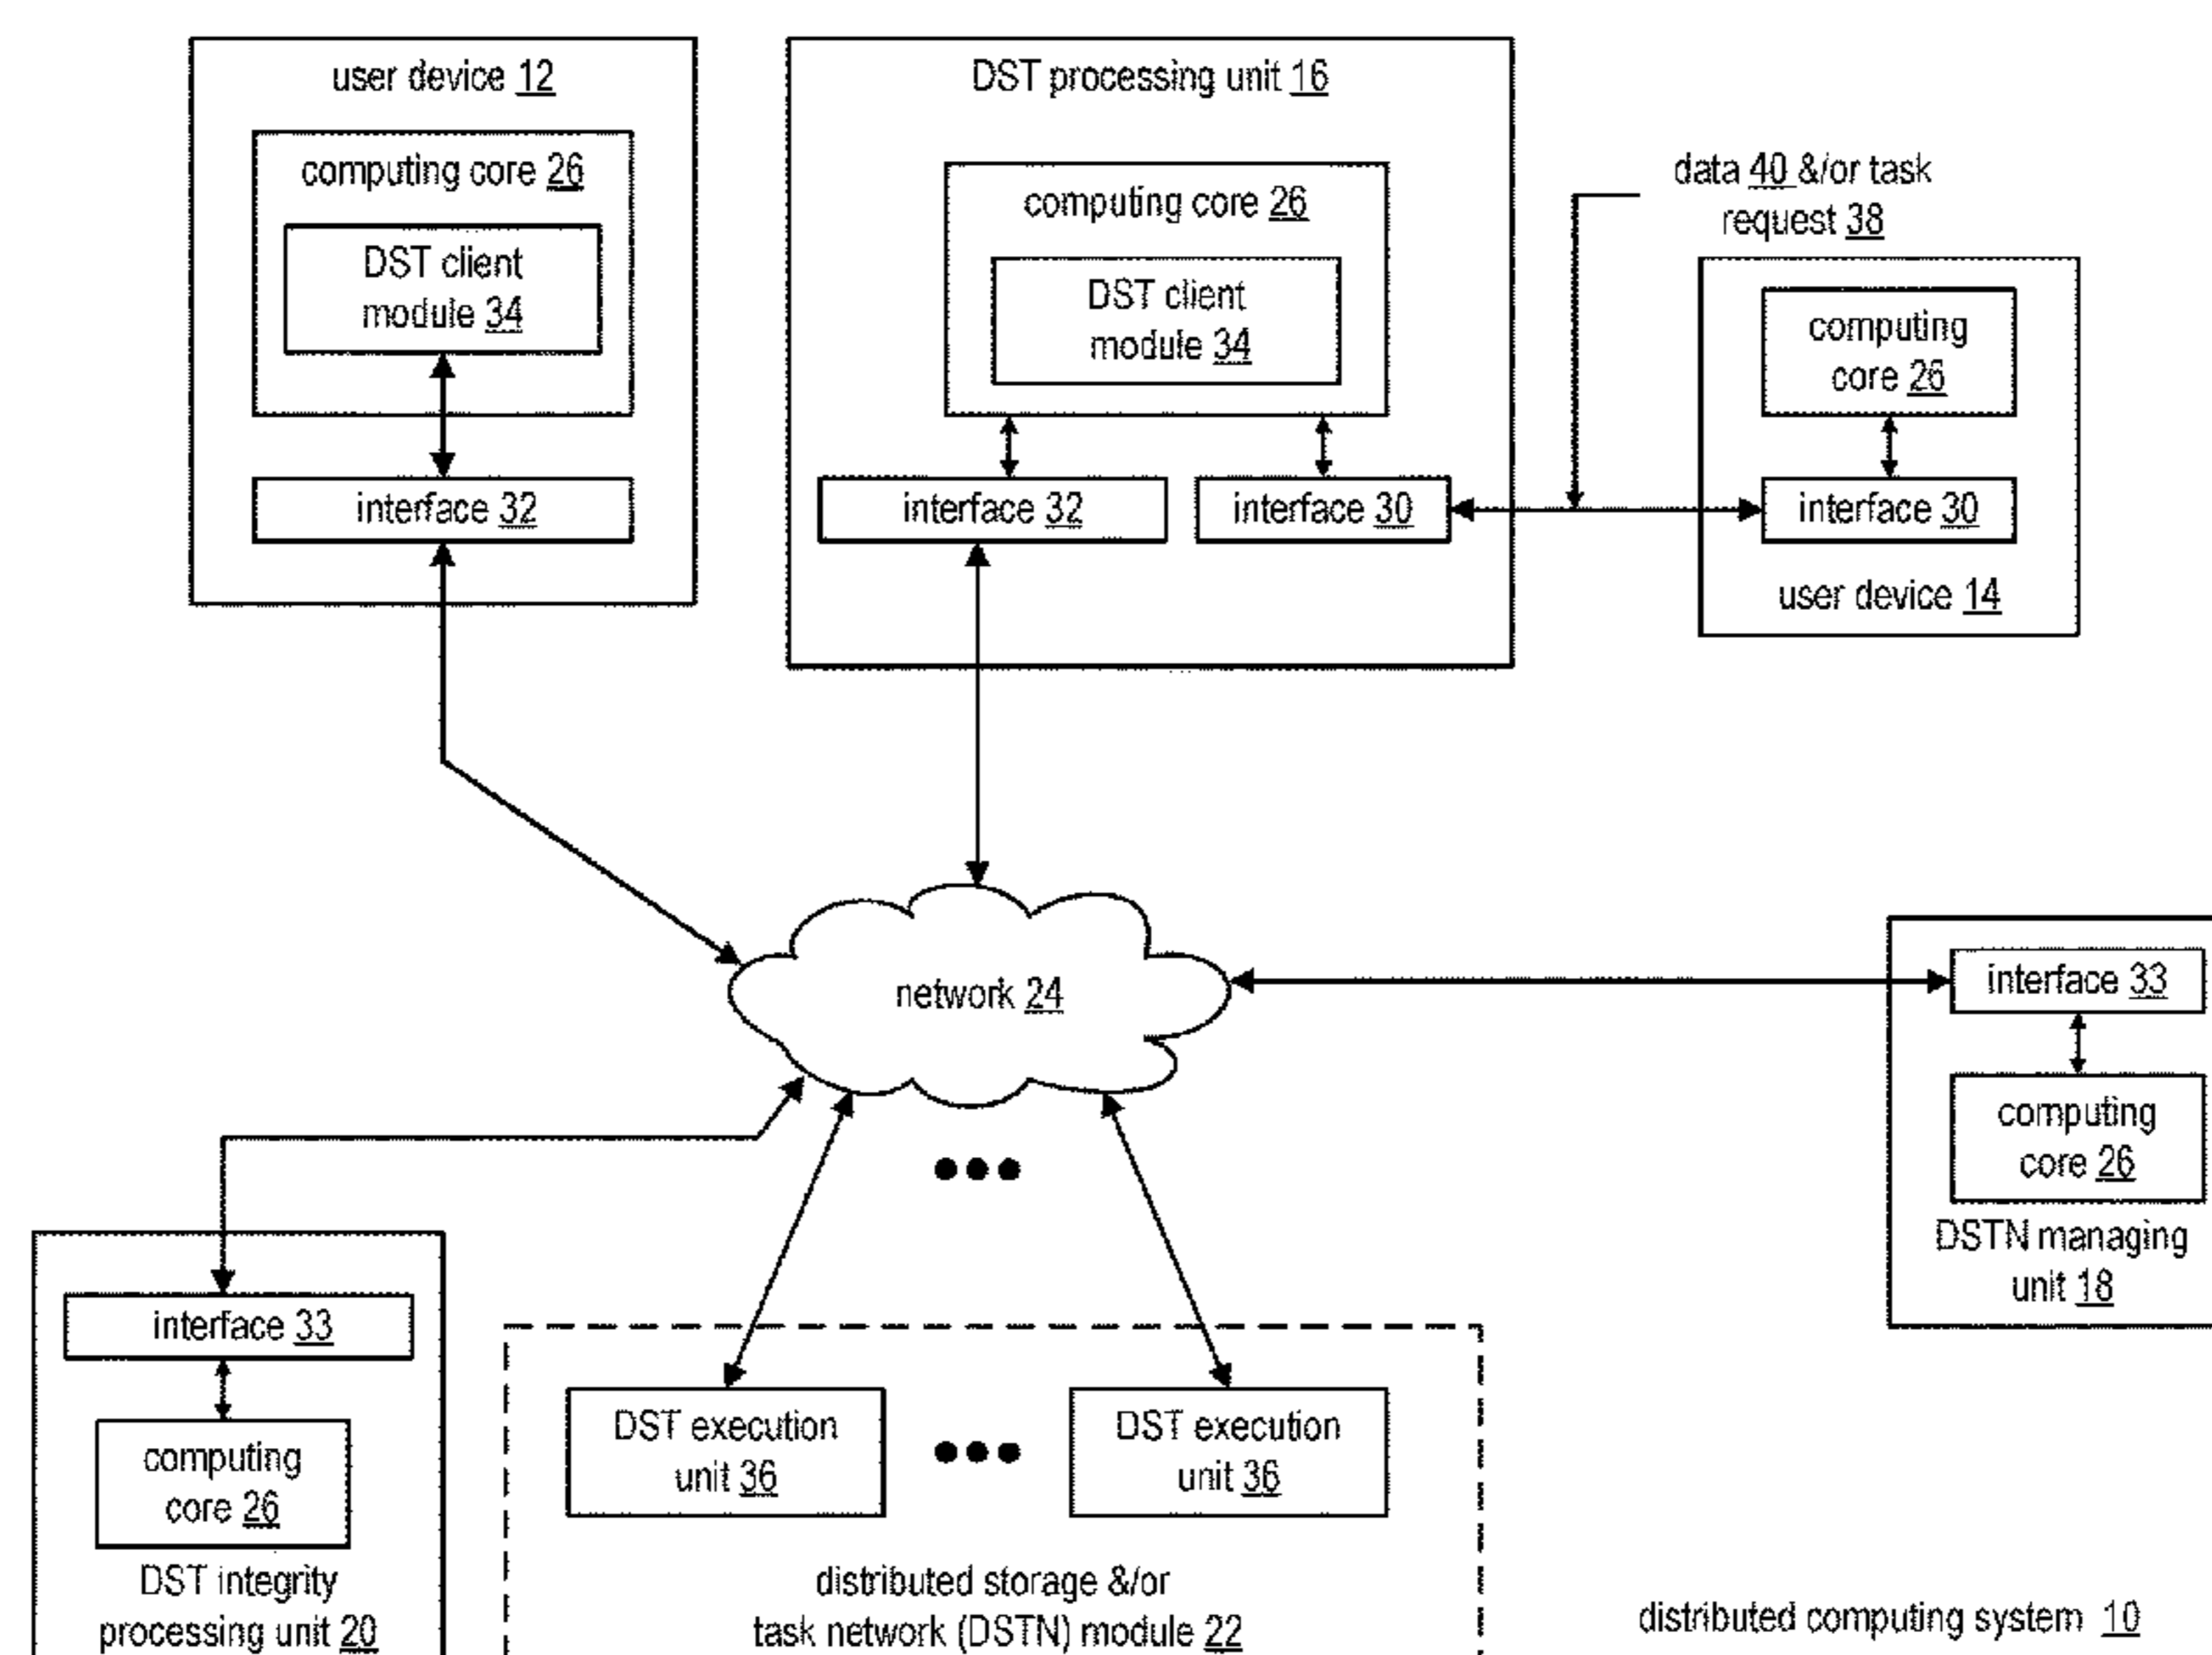 user device 12
computing core 26
DST client
module 34
interface 32
DST processing unit 16
computing core 26
DST client
module 34
interface 32
interface 30
data 40 &/or task
request 38
computing
core 26
interface 30
user device 14
network 24
interface 33
computing
core 26
DSTN managing
unit 18
interface 33
computing
core 26
DST integrity
processing unit 20
DST execution
unit 36
DST execution
unit 36
distributed storage &/or
task network (DSTN) module 22
distributed computing system 10